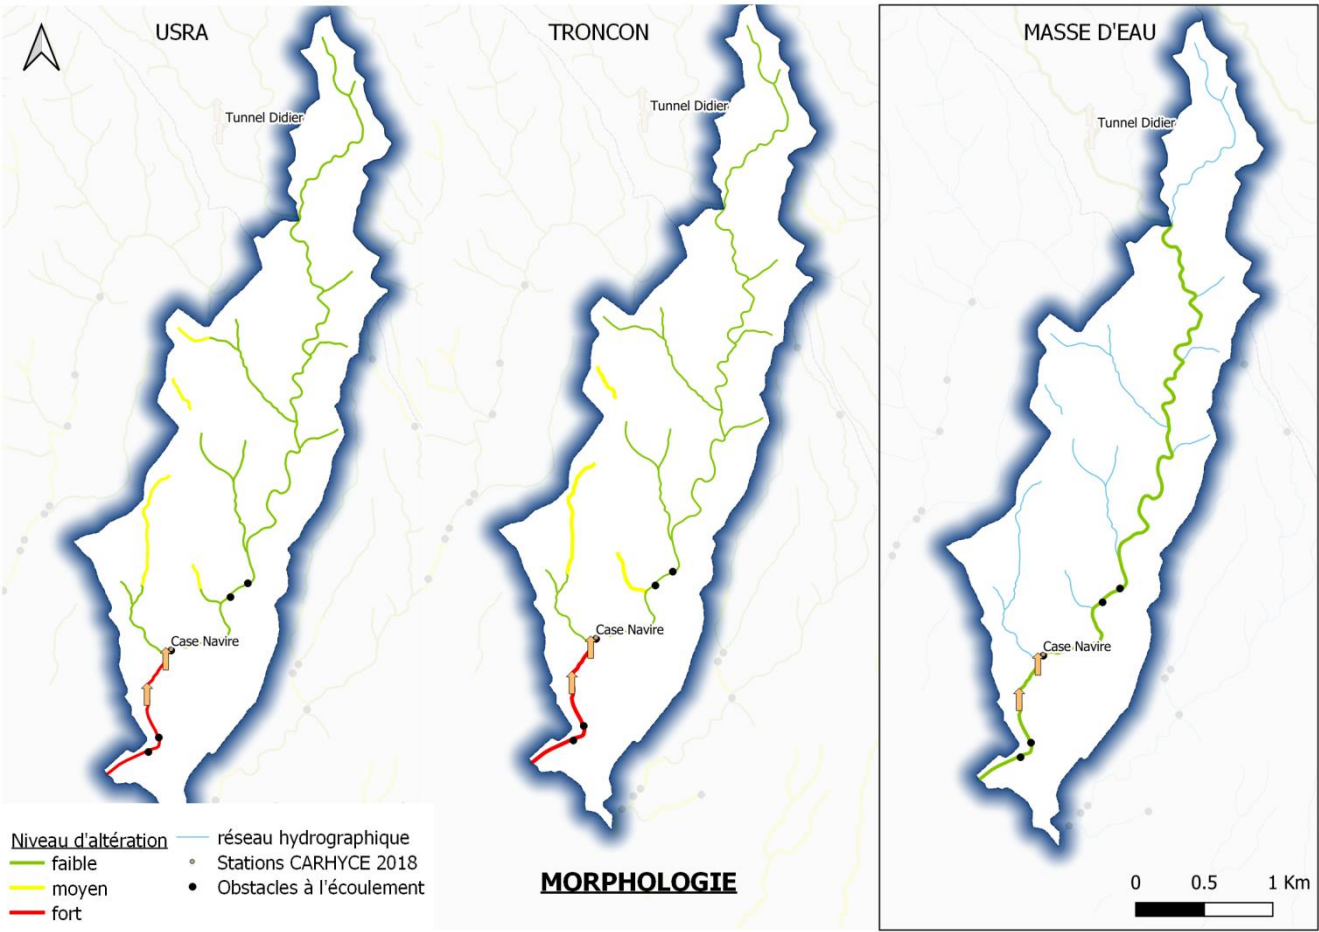 USRA
TRONCON
MASSE D'EAU
Tunnel Didier
Tunnel Didier
Tunnel Didier
Case Navire
Case Navire
Case Navire
Niveau d'altération
faible
moyen
fort
réseau hydrographique
Stations CARHYCE 2018
Obstacles à l'écoulement
MORPHOLOGIE
0 0.5 1 Km